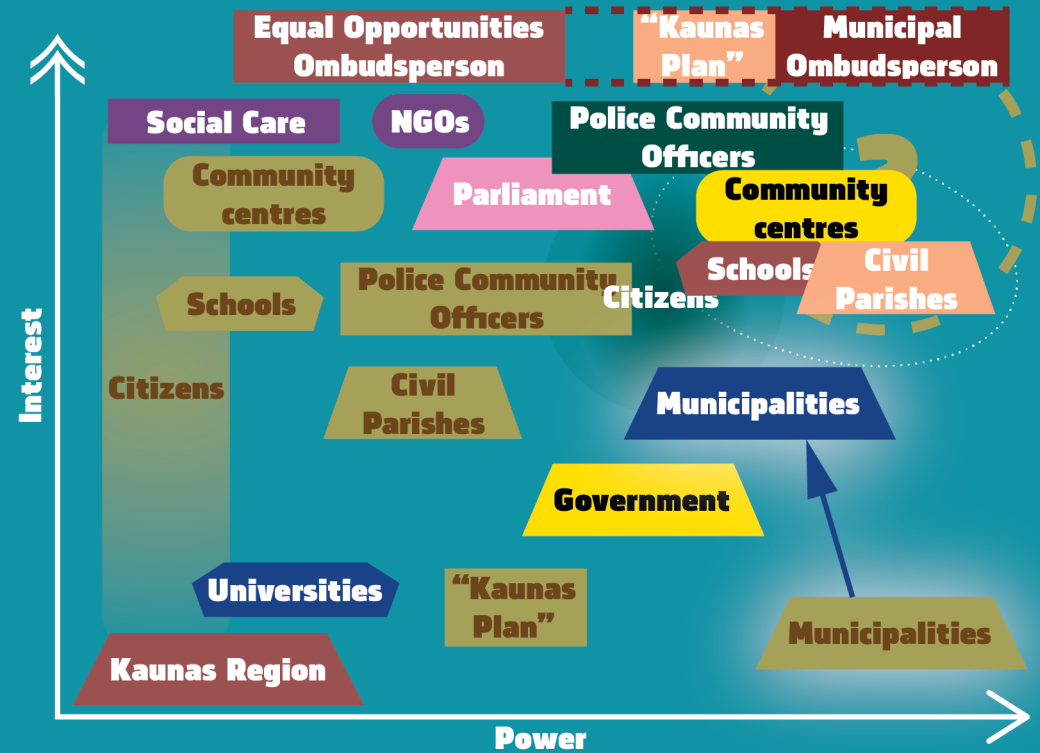 Equal Opportunities
Ombudsperson
“Kaunas
Plan”
Municipal
Ombudsperson
Social Care
NGOs
Police Community
Officers
?
Community
centres
Parliament
Community
centres
Schools
Civil
Parishes
Schools
Police Community
Officers
Citizens
Interest
Citizens
Civil
Parishes
Municipalities
Government
Universities
“Kaunas
Plan”
Municipalities
Kaunas Region
Power